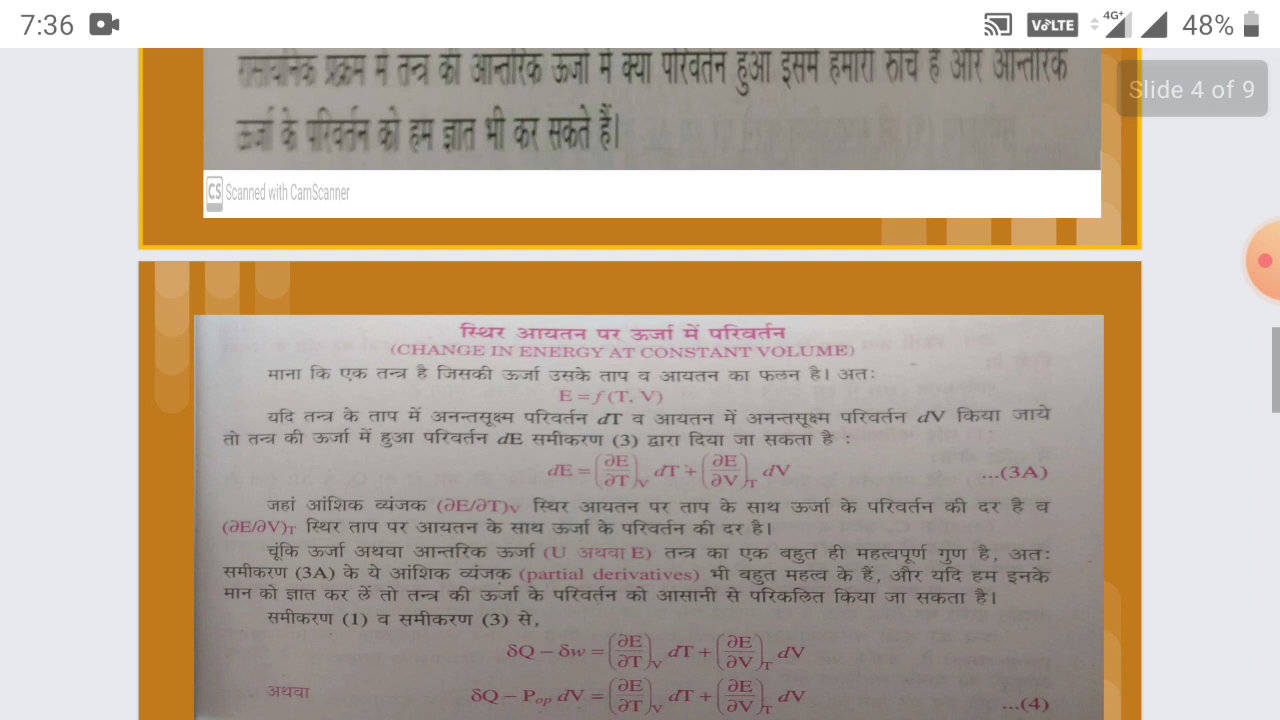 7:36 VoLTE 4G+ 48%
Slide 4 of 9
रासायनिक प्रक्रम में तन्त्र की आन्तरिक ऊर्जा में क्या परिवर्तन हुआ इसमें हमारी रुचि है और आन्तरिक
ऊर्जा के परिवर्तन को हम ज्ञात भी कर सकते हैं।
CS Scanned with CamScanner
स्थिर आयतन पर ऊर्जा में परिवर्तन
(CHANGE IN ENERGY AT CONSTANT VOLUME)
माना कि एक तन्त्र है जिसकी ऊर्जा उसके ताप व आयतन का फलन है। अतः
E = f (T, V)
यदि तन्त्र के ताप में अनन्तसूक्ष्म परिवर्तन dT व आयतन में अनन्तसूक्ष्म परिवर्तन dV किया जाये
तो तन्त्र की ऊर्जा में हुआ परिवर्तन dE समीकरण (3) द्वारा दिया जा सकता है :
dE = (∂E/∂T)V dT + (∂E/∂V)T dV ...(3A)
जहां आंशिक व्यंजक (∂E/∂T)V स्थिर आयतन पर ताप के साथ ऊर्जा के परिवर्तन की दर है व
(∂E/∂V)T स्थिर ताप पर आयतन के साथ ऊर्जा के परिवर्तन की दर है।
चूंकि ऊर्जा अथवा आन्तरिक ऊर्जा (U अथवा E) तन्त्र का एक बहुत ही महत्वपूर्ण गुण है, अतः
समीकरण (3A) के ये आंशिक व्यंजक (partial derivatives) भी बहुत महत्व के हैं, और यदि हम इनके
मान को ज्ञात कर लें तो तन्त्र की ऊर्जा के परिवर्तन को आसानी से परिकलित किया जा सकता है।
समीकरण (1) व समीकरण (3) से,
δQ − δw = (∂E/∂T)V dT + (∂E/∂V)T dV
अथवा δQ − Pop dV = (∂E/∂T)V dT + (∂E/∂V)T dV ...(4)